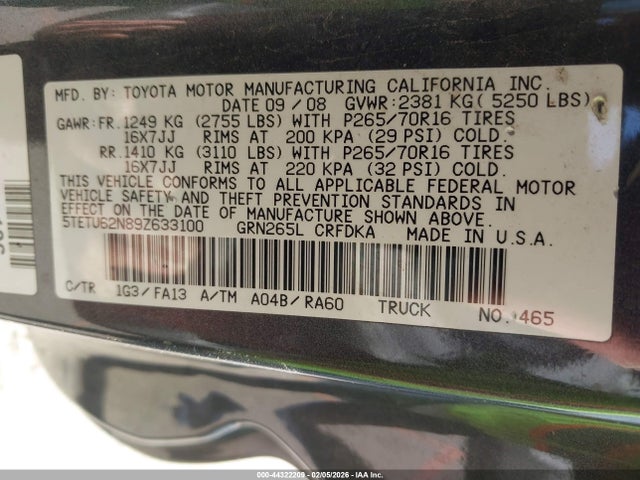 MFD. BY: TOYOTA MOTOR MANUFACTURING CALIFORNIA INC.
DATE 09 / 08 GVWR: 2381 KG( 5250 LBS)
GAWR: FR. 1249 KG (2755 LBS) WITH P265/70R16 TIRES
16X7JJ RIMS AT 200 KPA (29 PSI) COLD.
RR. 1410 KG (3110 LBS) WITH P265/70R16 TIRES
16X7JJ RIMS AT 220 KPA (32 PSI) COLD.
THIS VEHICLE CONFORMS TO ALL APPLICABLE FEDERAL MOTOR
VEHICLE SAFETY, AND THEFT PREVENTION STANDARDS IN
EFFECT ON THE DATE OF MANUFACTURE SHOWN ABOVE.
5TETU62N89Z633100 GRN265L CRFDKA MADE IN U.S.A.
C/TR 1G3/ FA13 A/TM A04B/ RA60 TRUCK NO. 465
000-44322209 - 02/05/2026 - IAA Inc.